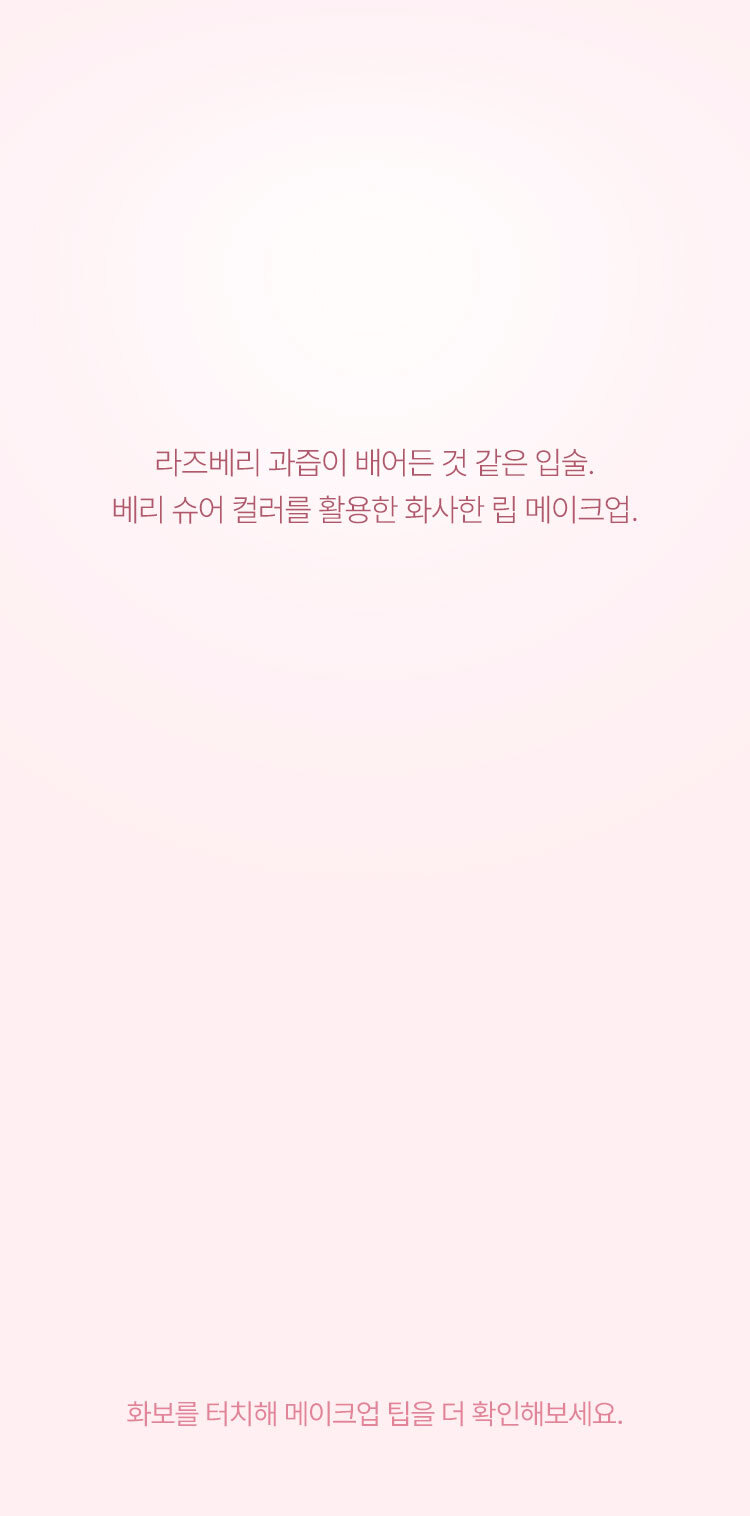 라즈베리 과즙이 배어든 것 같은 입술.
베리 슈어 컬러를 활용한 화사한 립 메이크업.
화보를 터치해 메이크업 팁을 더 확인해보세요.